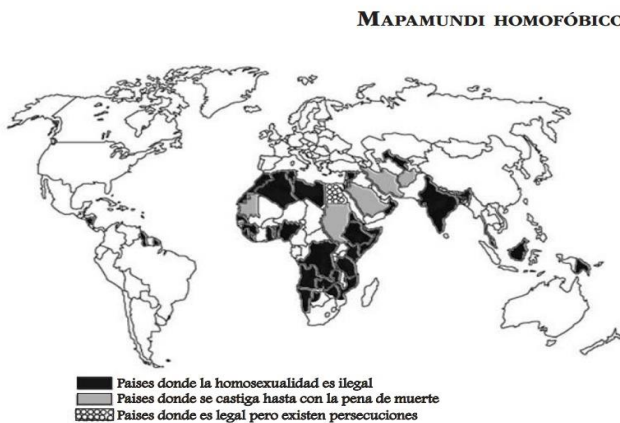 MAPAMUNDI HOMOFÓBICO
Paises donde la homosexualidad es ilegal
Paises donde se castiga hasta con la pena de muerte
Paises donde es legal pero existen persecuciones